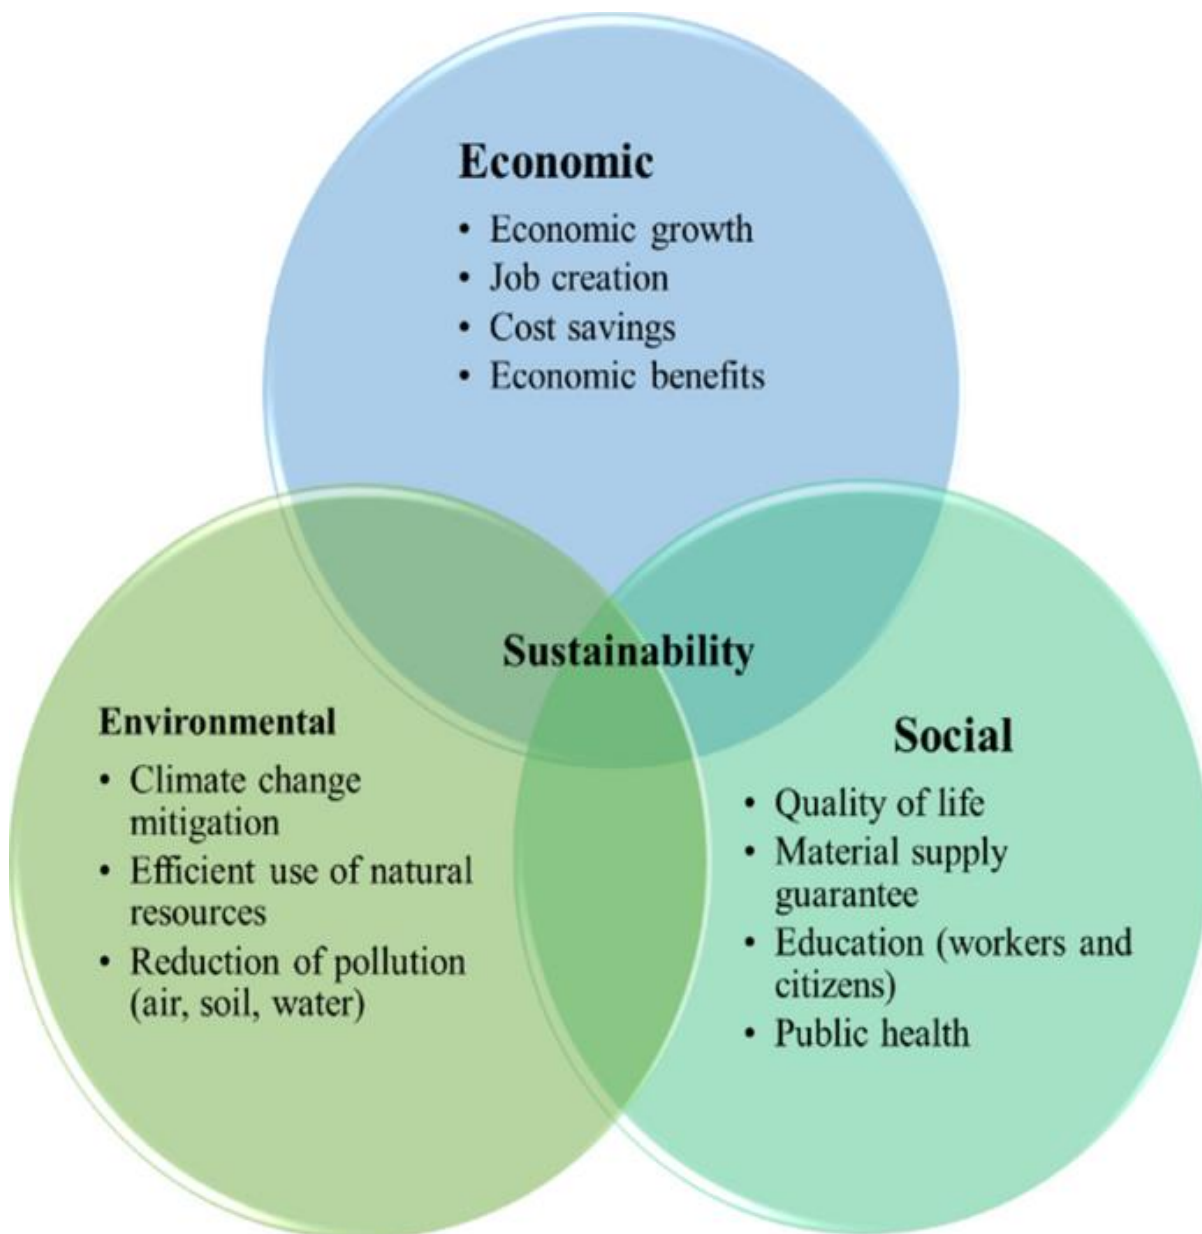 Economic
• Economic growth
• Job creation
• Cost savings
• Economic benefits
Sustainability
Environmental
• Climate change
mitigation
• Efficient use of natural
resources
• Reduction of pollution
(air, soil, water)
Social
• Quality of life
• Material supply
guarantee
• Education (workers and
citizens)
• Public health